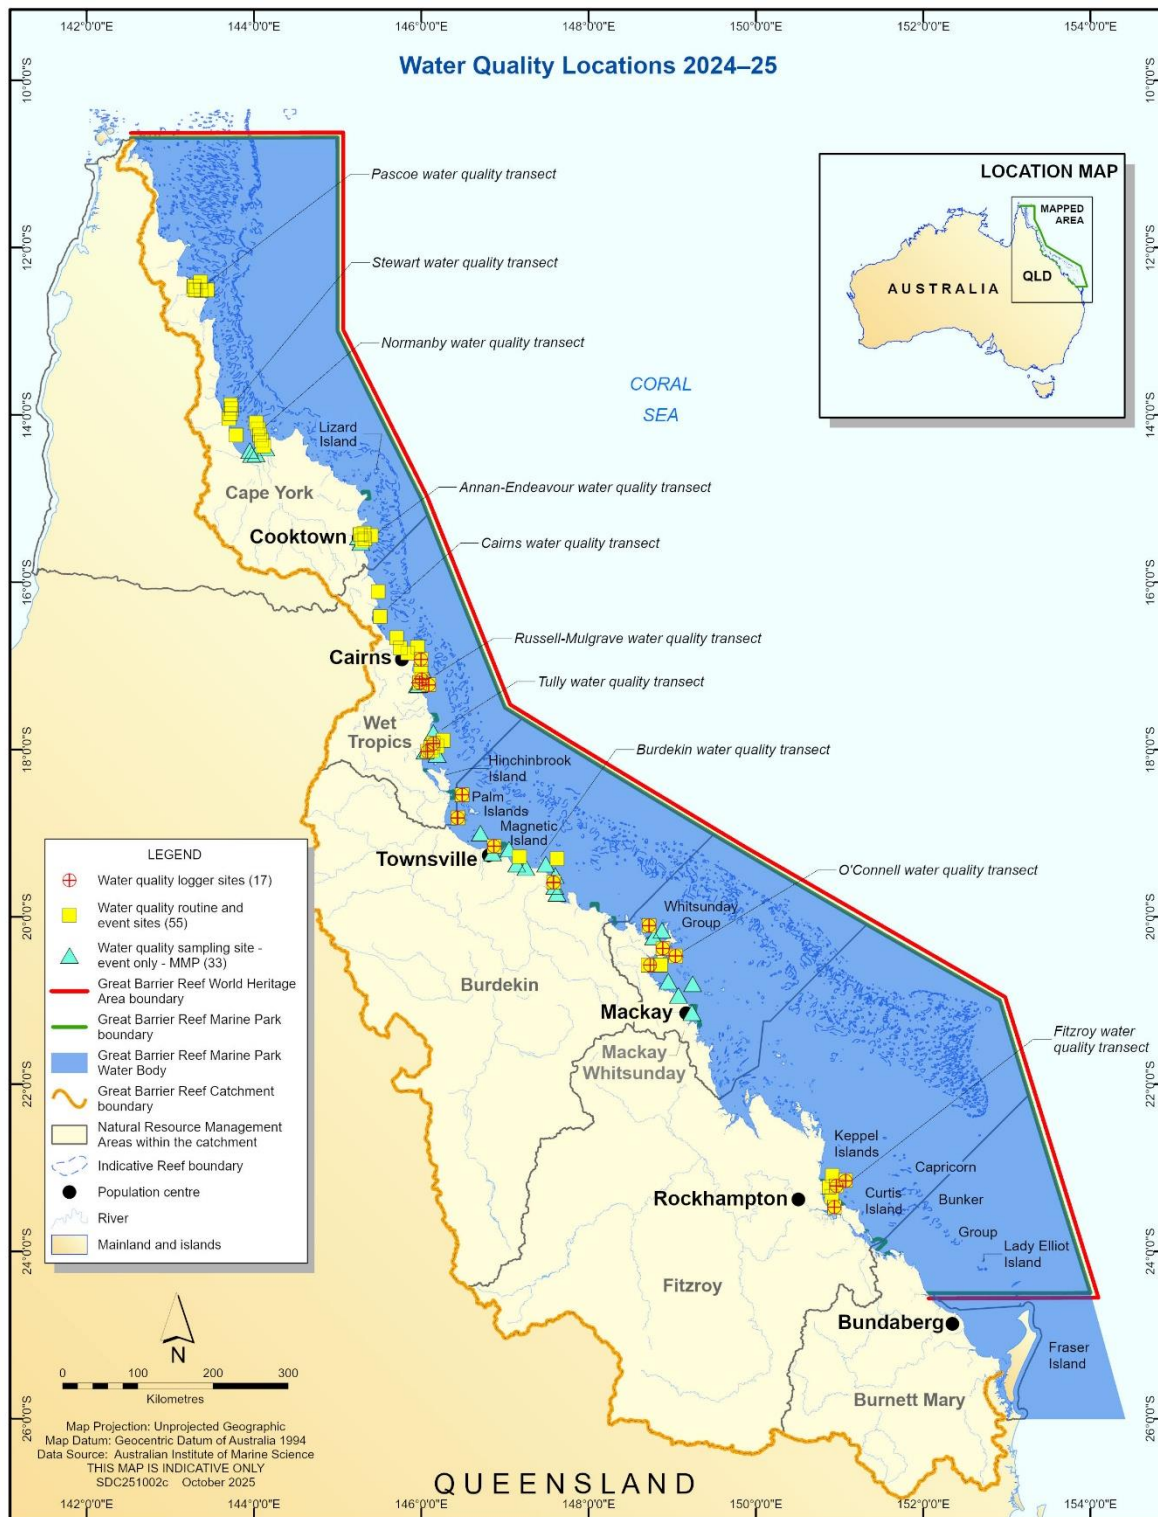 142°0'0"E
144°0'0"E
146°0'0"E
148°0'0"E
150°0'0"E
152°0'0"E
154°0'0"E
Water Quality Locations 2024–25
10°0'0"S
10°0'0"S
12°0'0"S
12°0'0"S
14°0'0"S
14°0'0"S
16°0'0"S
16°0'0"S
18°0'0"S
18°0'0"S
20°0'0"S
20°0'0"S
22°0'0"S
22°0'0"S
24°0'0"S
24°0'0"S
26°0'0"S
26°0'0"S
LOCATION MAP
MAPPED
AREA
QLD
AUSTRALIA
Pascoe water quality transect
Stewart water quality transect
Normanby water quality transect
CORAL
SEA
Lizard
Island
Cape York
Annan-Endeavour water quality transect
Cooktown
Cairns water quality transect
Russell-Mulgrave water quality transect
Cairns
Tully water quality transect
Wet
Tropics
Burdekin water quality transect
Hinchinbrook
Island
Palm
Islands
Magnetic
Island
Townsville
O'Connell water quality transect
Whitsunday
Group
Burdekin
Mackay
Mackay
Whitsunday
Fitzroy water
quality transect
Keppel
Islands
Capricorn
Rockhampton
Curtis
Island
Bunker
Group
Lady Elliot
Island
Fitzroy
Bundaberg
Fraser
Island
Burnett Mary
QUEENSLAND
LEGEND
Water quality logger sites (17)
Water quality routine and
event sites (55)
Water quality sampling site -
event only - MMP (33)
Great Barrier Reef World Heritage
Area boundary
Great Barrier Reef Marine Park
boundary
Great Barrier Reef Marine Park
Water Body
Great Barrier Reef Catchment
boundary
Natural Resource Management
Areas within the catchment
Indicative Reef boundary
Population centre
River
Mainland and islands
N
0 100 200 300
Kilometres
Map Projection: Unprojected Geographic
Map Datum: Geocentric Datum of Australia 1994
Data Source: Australian Institute of Marine Science
THIS MAP IS INDICATIVE ONLY
SDC251002c October 2025
142°0'0"E
144°0'0"E
146°0'0"E
148°0'0"E
150°0'0"E
152°0'0"E
154°0'0"E